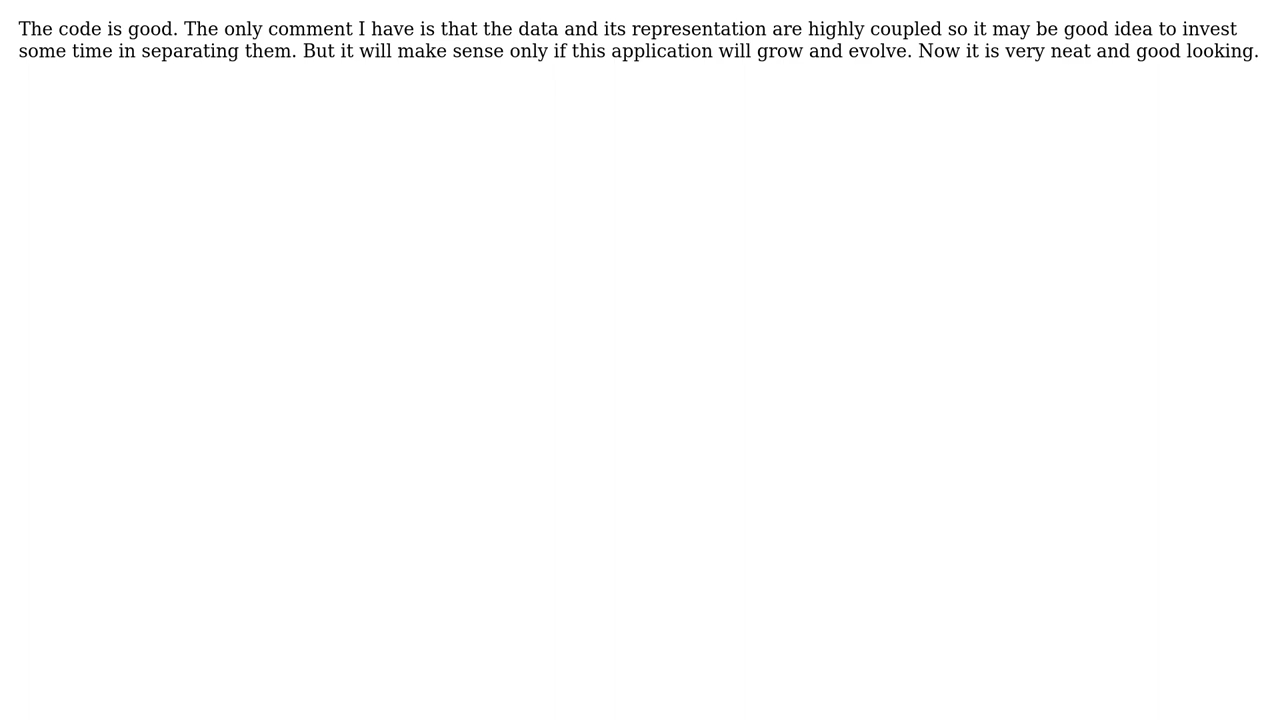 The code is good. The only comment I have is that the data and its representation are highly coupled so it may be good idea to invest
some time in separating them. But it will make sense only if this application will grow and evolve. Now it is very neat and good looking.